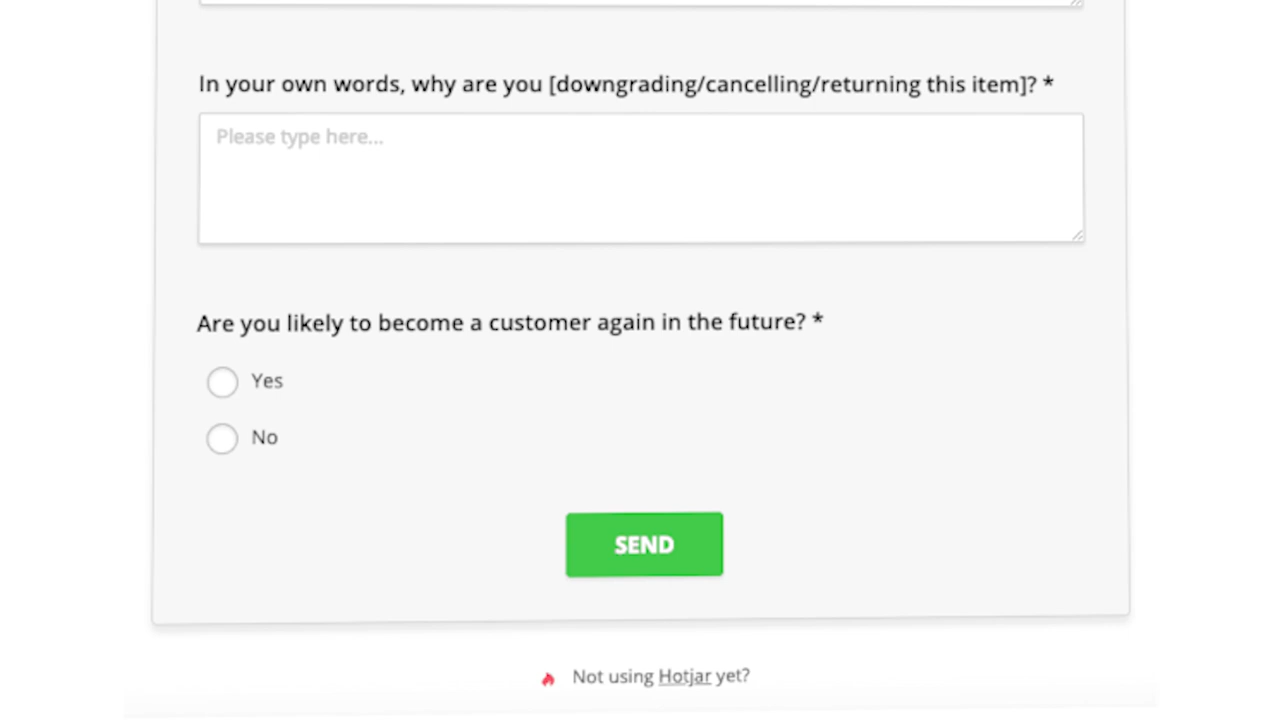 In your own words, why are you [downgrading/cancelling/returning this item]? *
Please type here...
Are you likely to become a customer again in the future? *
Yes
No
SEND
Not using Hotjar yet?